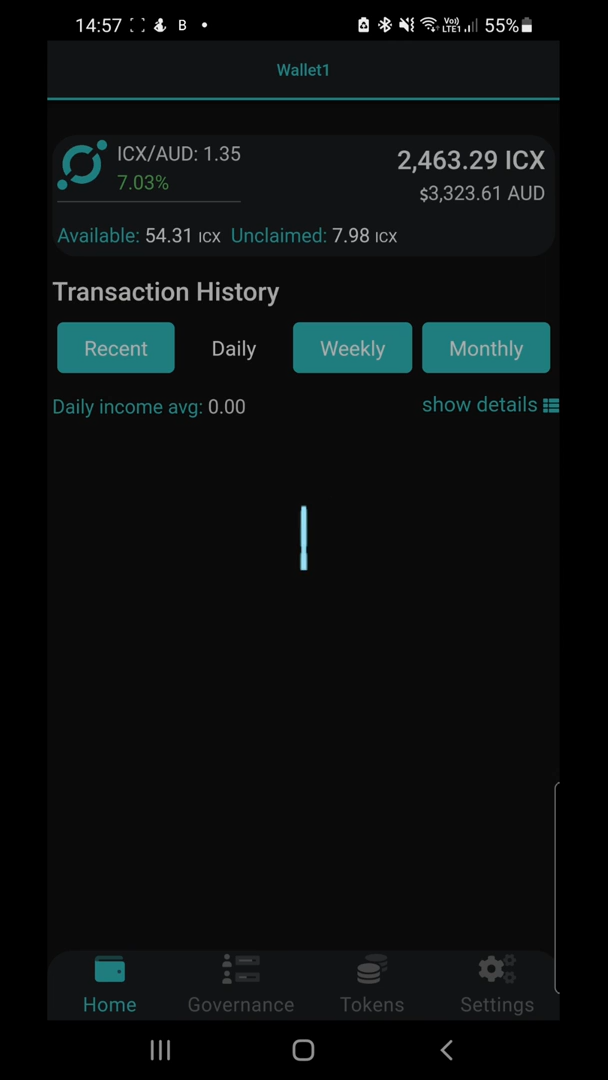 14:57 B 55%
Vo)) LTE1
Wallet1
ICX/AUD: 1.35
2,463.29 ICX
7.03%
$3,323.61 AUD
Available: 54.31 ICX Unclaimed: 7.98 ICX
Transaction History
Recent Daily Weekly Monthly
Daily income avg: 0.00 show details
Home Governance Tokens Settings